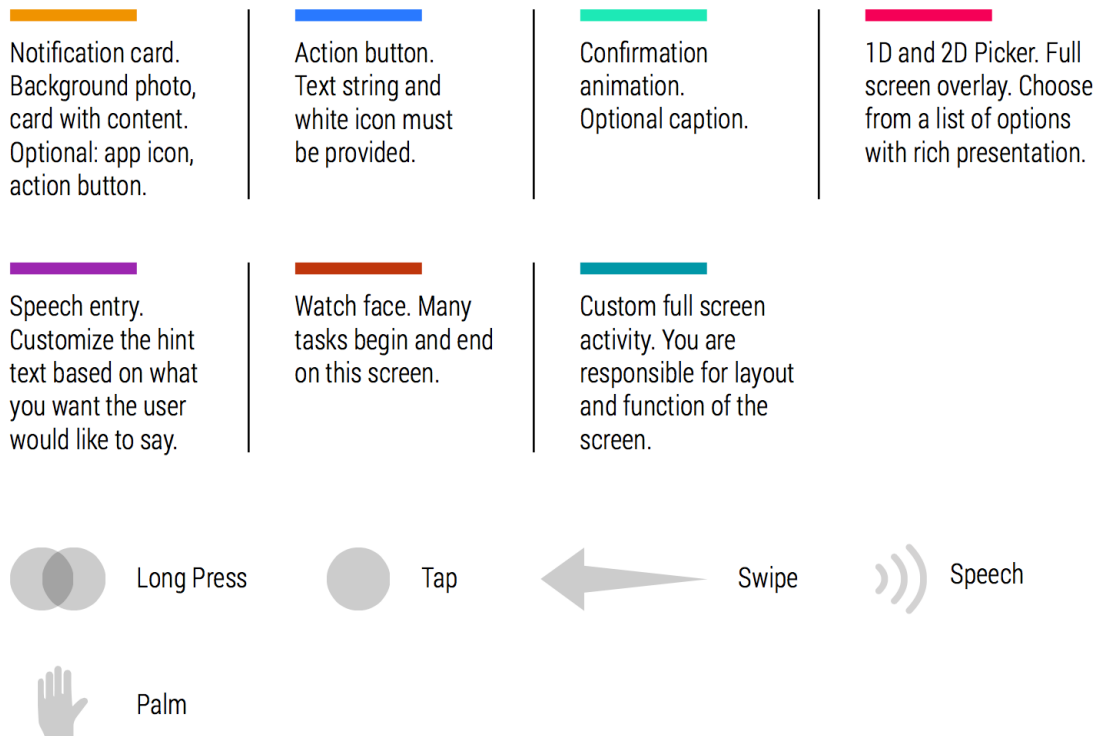 Notification card.
Background photo,
card with content.
Optional: app icon,
action button.
Action button.
Text string and
white icon must
be provided.
Confirmation
animation.
Optional caption.
1D and 2D Picker. Full
screen overlay. Choose
from a list of options
with rich presentation.
Speech entry.
Customize the hint
text based on what
you want the user
would like to say.
Watch face. Many
tasks begin and end
on this screen.
Custom full screen
activity. You are
responsible for layout
and function of the
screen.
Long Press
Tap
Swipe
Speech
Palm